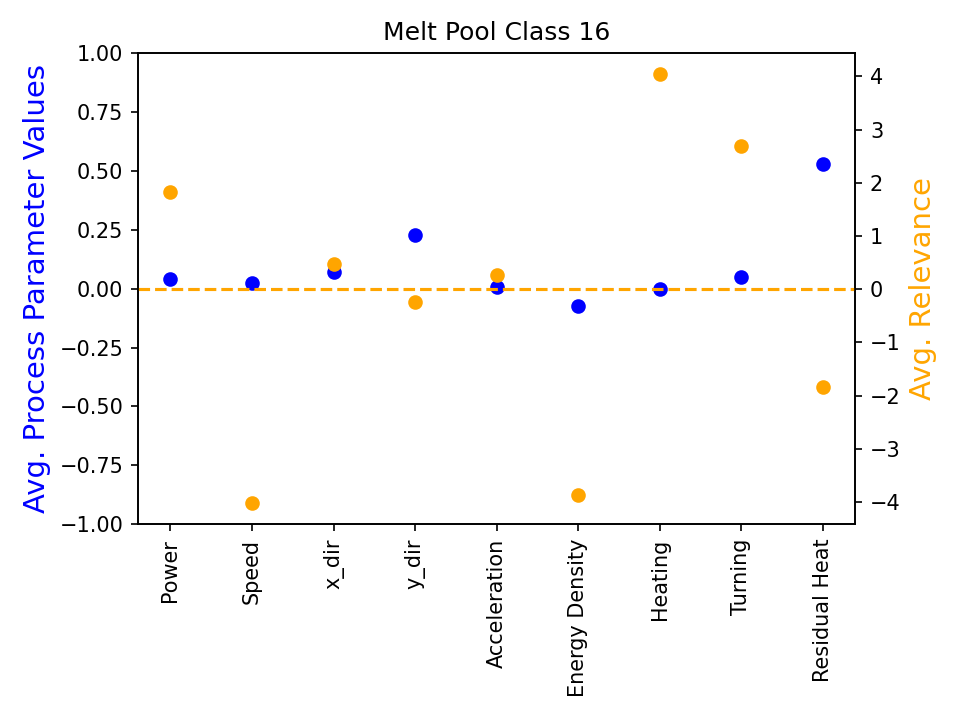 Melt Pool Class 16
Avg. Process Parameter Values
1.00
0.75
0.50
0.25
0.00
−0.25
−0.50
−0.75
−1.00
4
3
2
1
0
−1
−2
−3
−4
Avg. Relevance
Power
Speed
x_dir
y_dir
Acceleration
Energy Density
Heating
Turning
Residual Heat